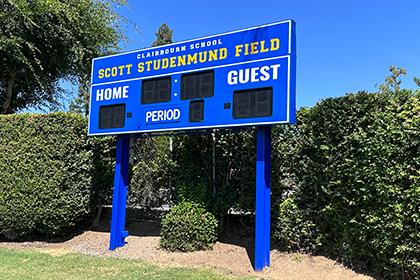 CLAIRBOURN SCHOOL
SCOTT STUDENMUND FIELD
HOME
GUEST
PERIOD